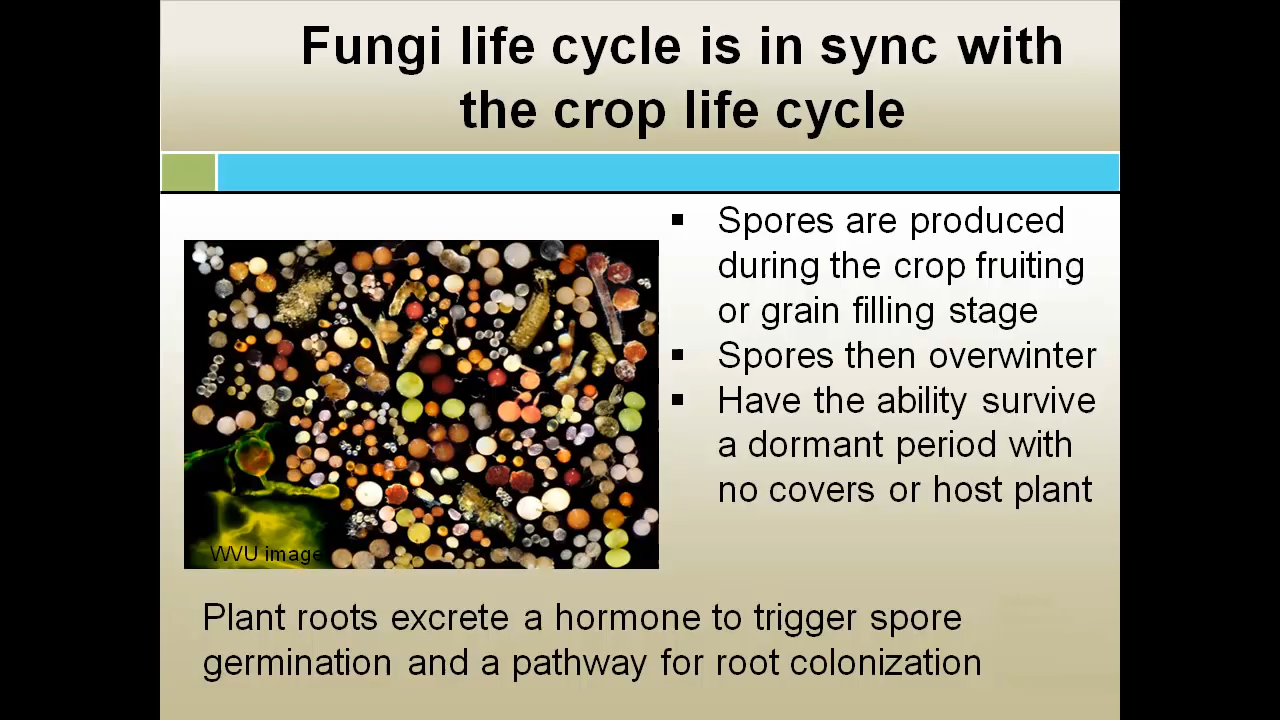 Fungi life cycle is in sync with
the crop life cycle
▪ Spores are produced
during the crop fruiting
or grain filling stage
▪ Spores then overwinter
▪ Have the ability survive
a dormant period with
no covers or host plant
WVU image
Plant roots excrete a hormone to trigger spore
germination and a pathway for root colonization